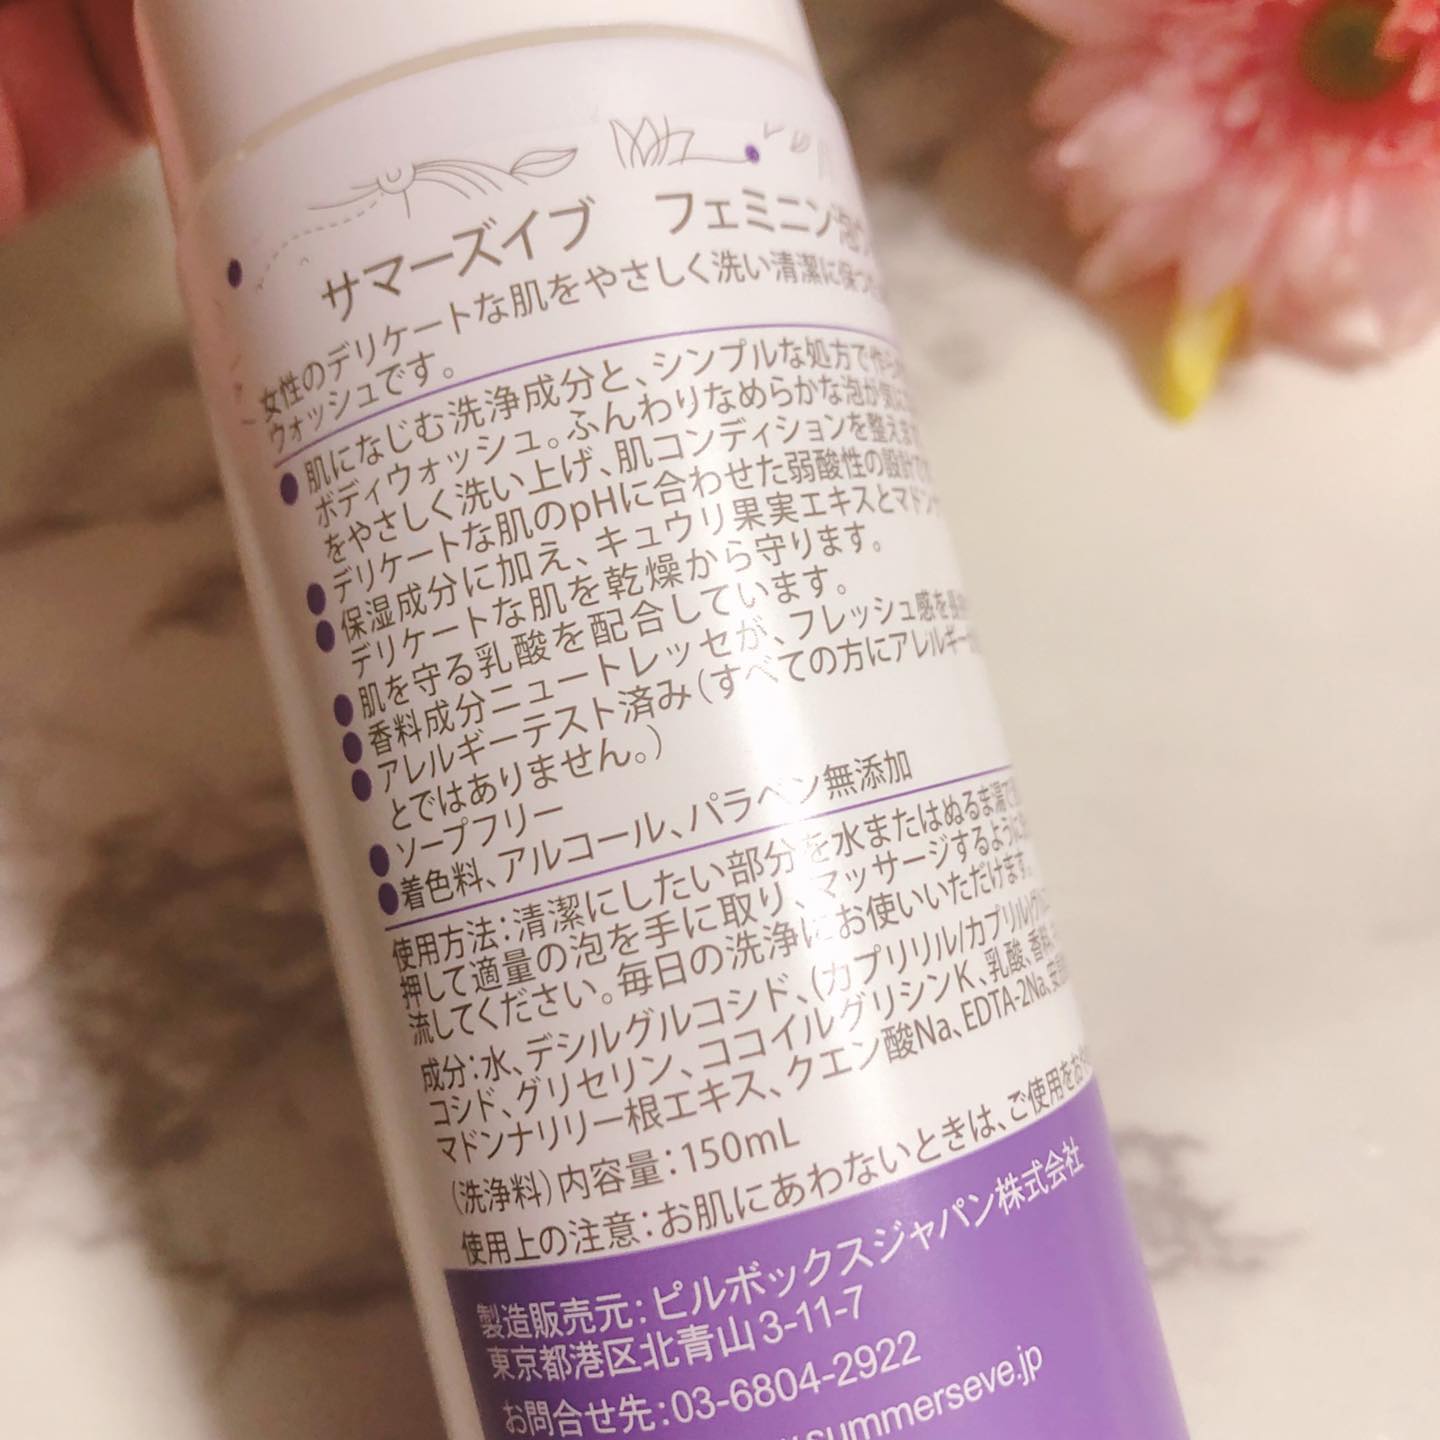 サマーズイブ　フェミニン泡
女性のデリケートな肌をやさしく洗い清潔に保つ
ウォッシュです。
●肌になじむ洗浄成分と、シンプルな処方で作ら
ボディウォッシュ。ふんわりなめらかな泡が気に
をやさしく洗い上げ、肌コンディションを整えま
●デリケートな肌のpHに合わせた弱酸性の設計で
●保湿成分に加え、キュウリ果実エキスとマドンナ
デリケートな肌を乾燥から守ります。
●肌を守る乳酸を配合しています。
●香料成分ニュートレッセが、フレッシュ感を
●アレルギーテスト済み（すべての方にアレルギー
とではありません。）
●ソープフリー
●着色料、アルコール、パラベン無添加
使用方法：清潔にしたい部分を水またはぬるま湯で
押して適量の泡を手に取り、マッサージするように
流してください。毎日の洗浄にお使いいただけます。
成分：水、デシルグルコシド、（カプリリル/カプリル）グル
コシド、グリセリン、ココイルグリシンK、乳酸、香料、
マドンナリリー根エキス、クエン酸Na、EDTA-2Na、安息
（洗浄料）内容量：150mL
使用上の注意：お肌にあわないときは、ご使用をお
製造販売元：ピルボックスジャパン株式会社
東京都港区北青山3-11-7
お問合せ先：03-6804-2922
summerseve.jp